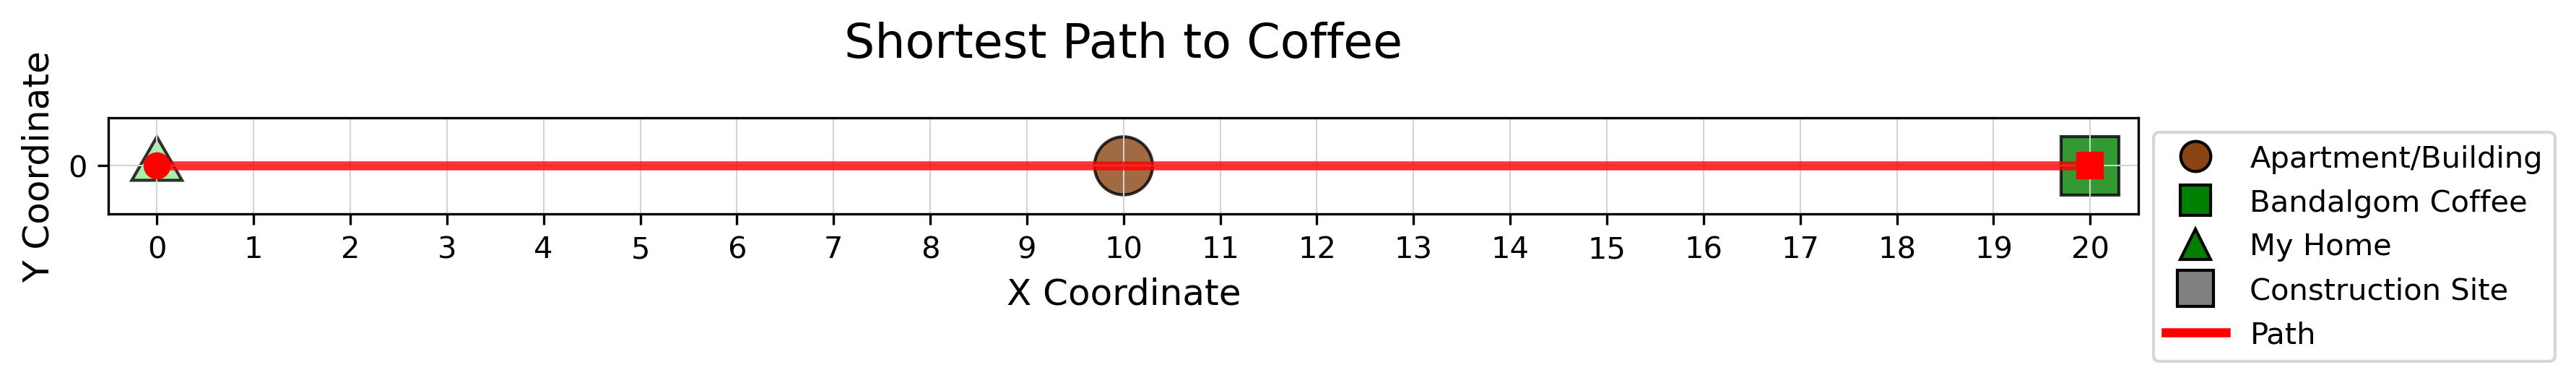 Shortest Path to Coffee
Y Coordinate
0
0 1 2 3 4 5 6 7 8 9 10 11 12 13 14 15 16 17 18 19 20
X Coordinate
Apartment/Building
Bandalgom Coffee
My Home
Construction Site
Path